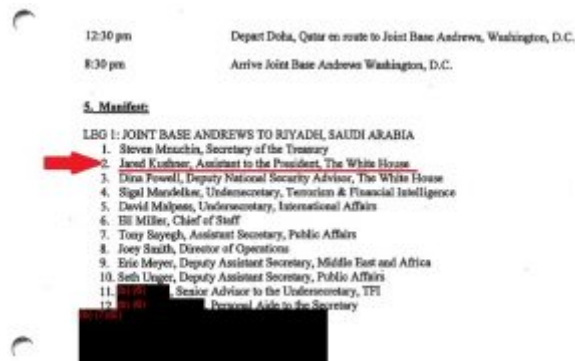 12:30 pm Depart Doha, Qatar en route to Joint Base Andrews, Washington, D.C.
8:30 pm Arrive Joint Base Andrews Washington, D.C.
5. Manifest:
LEG 1: JOINT BASE ANDREWS TO RIYADH, SAUDI ARABIA
1. Steven Mnuchin, Secretary of the Treasury
2. Jared Kushner, Assistant to the President, The White House
3. Dina Powell, Deputy National Security Advisor, The White House
4. Sigal Mandelker, Undersecretary, Terrorism & Financial Intelligence
5. David Malpass, Undersecretary, International Affairs
6. Eli Miller, Chief of Staff
7. Tony Sayegh, Assistant Secretary, Public Affairs
8. Joey Smith, Director of Operations
9. Eric Meyer, Deputy Assistant Secretary, Middle East and Africa
10. Seth Unger, Deputy Assistant Secretary, Public Affairs
11. (b) (6) , Senior Advisor to the Undersecretary, TFI
12. (b) (6) , Personal Aide to the Secretary